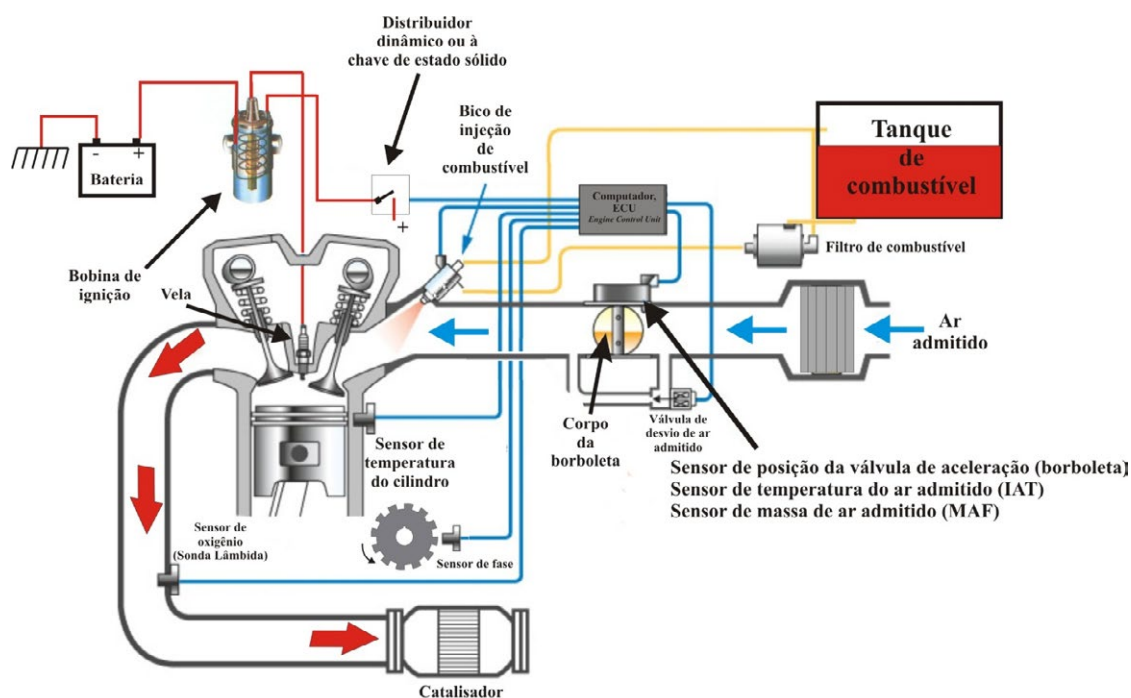 Distribuidor
dinâmico ou à
chave de estado sólido
Bico de
injeção
de
combustível
Tanque
de
combustível
-
+
Bateria
Computador,
ECU
Engine Control Unit
+
Filtro de combustível
Bobina de
ignição
Vela
Ar
admitido
Corpo
da
borboleta
Válvula de
desvio de ar
admitido
Sensor de
temperatura
do cilindro
Sensor de posição da válvula de aceleração (borboleta)
Sensor de temperatura do ar admitido (IAT)
Sensor de massa de ar admitido (MAF)
Sensor de
oxigênio
(Sonda Lâmbida)
Sensor de fase
Catalisador